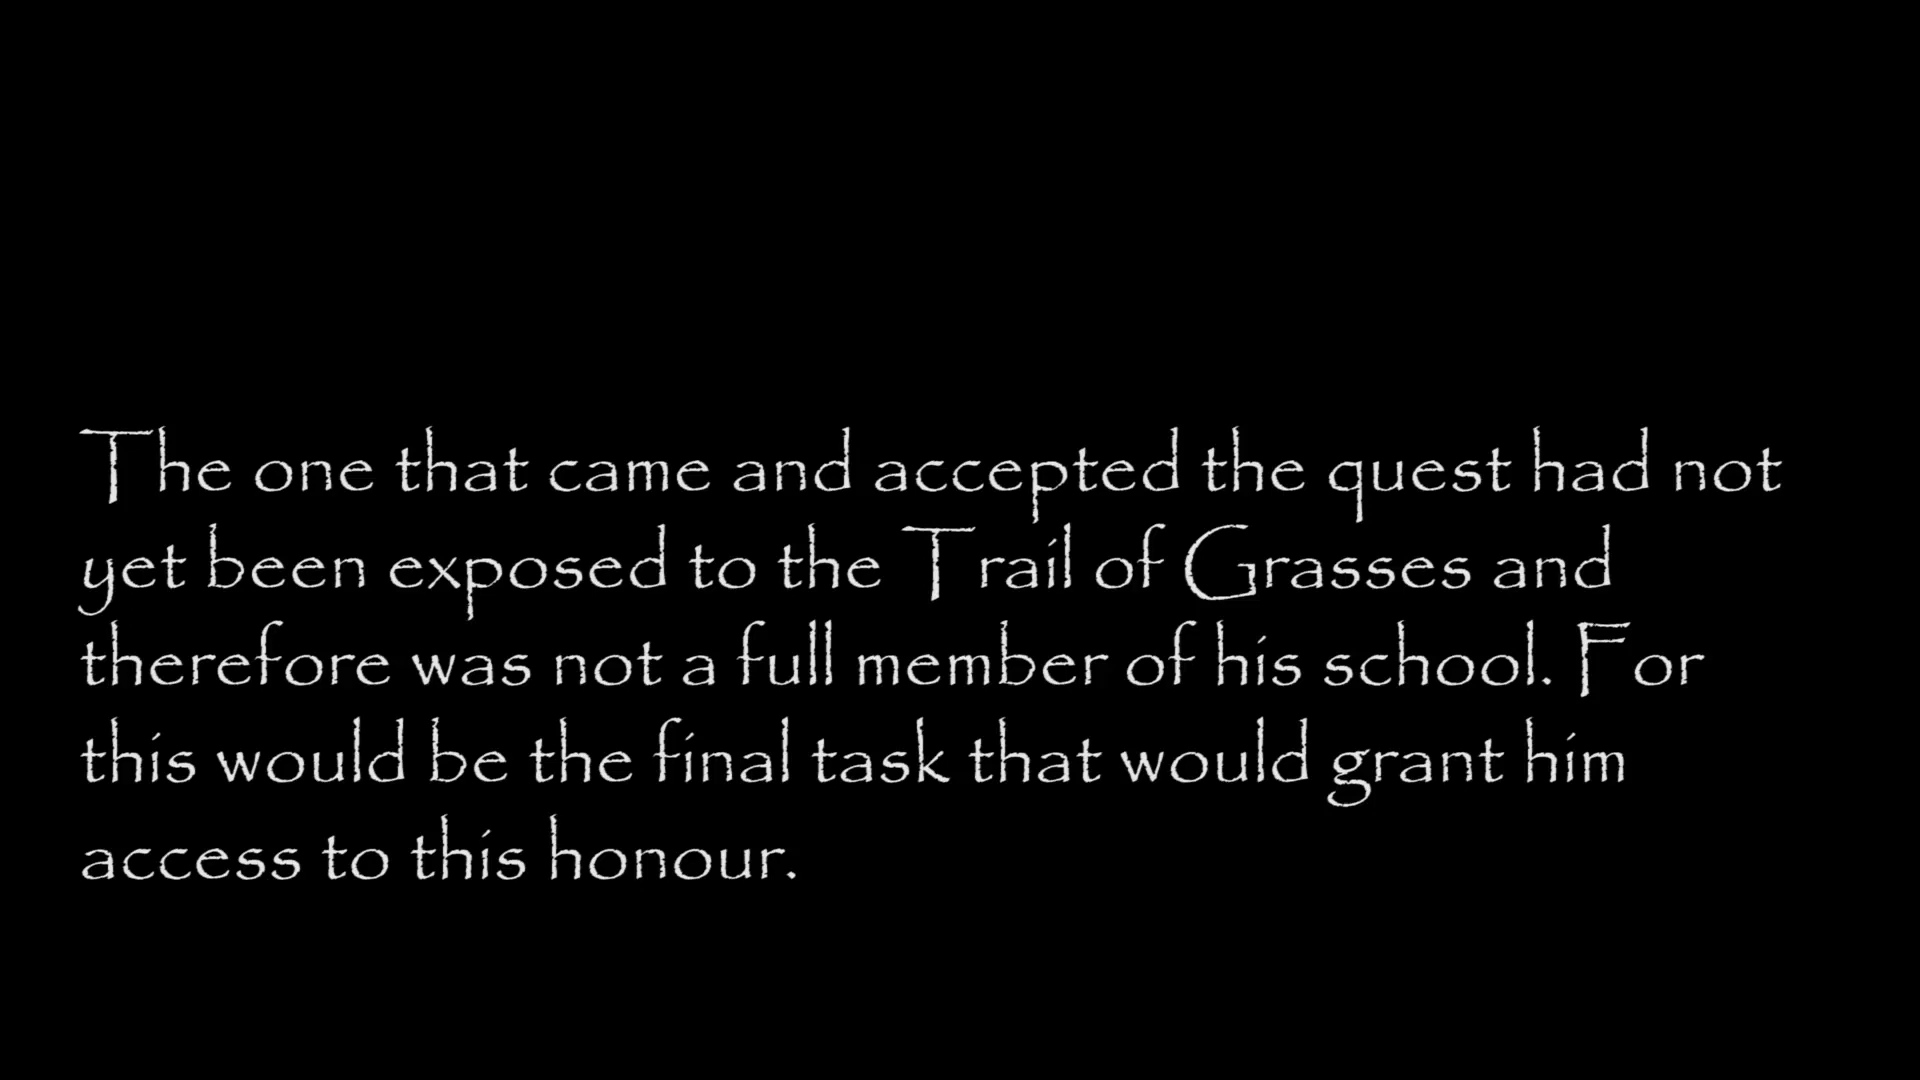 The one that came and accepted the quest had not
yet been exposed to the Trail of Grasses and
therefore was not a full member of his school. For
this would be the final task that would grant him
access to this honour.